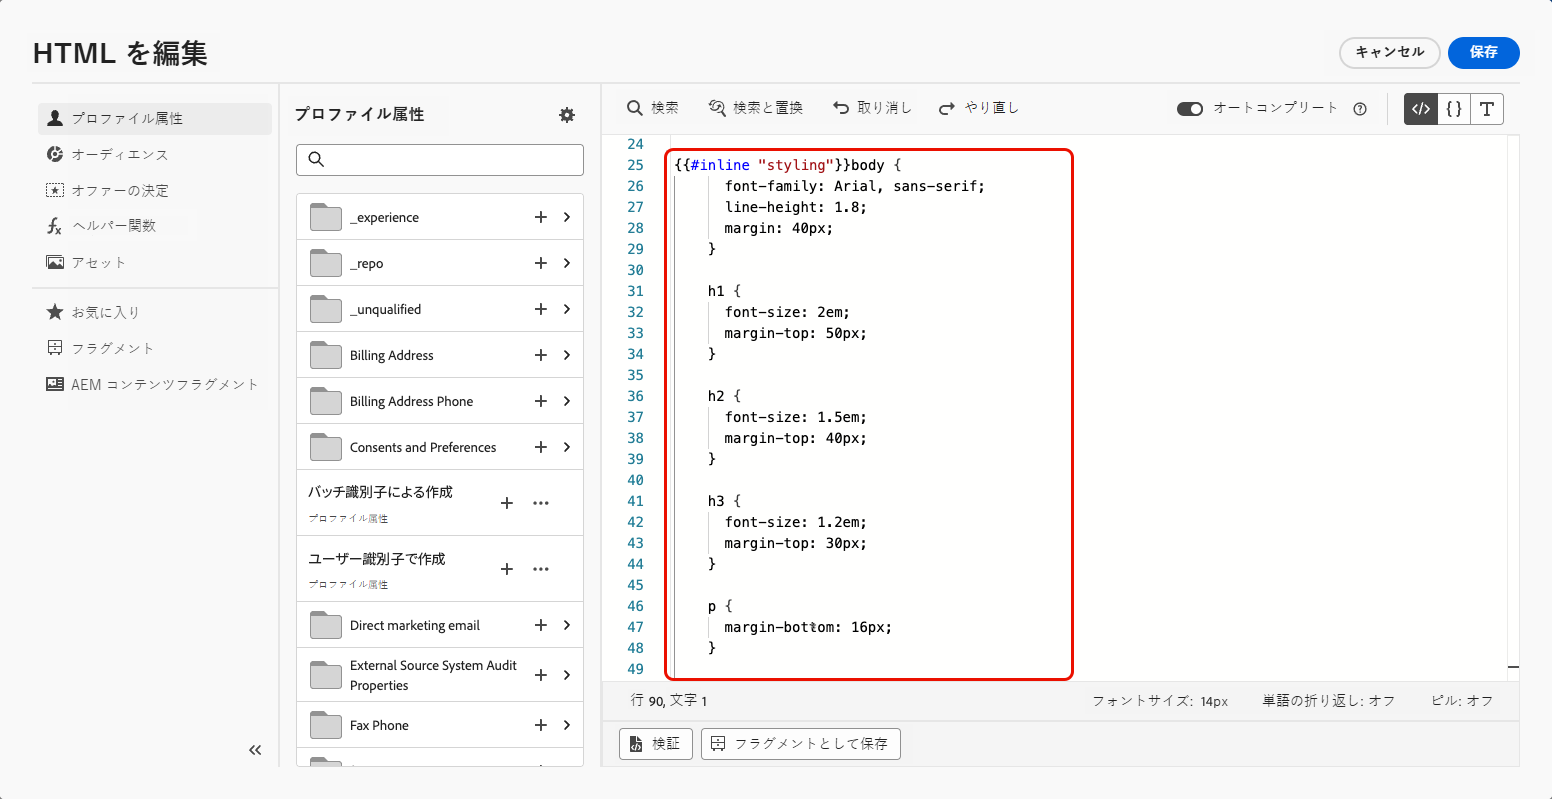 HTML を編集
キャンセル
保存
プロファイル属性
オーディエンス
オファーの決定
ヘルパー関数
アセット
お気に入り
フラグメント
AEM コンテンツフラグメント
プロファイル属性
_experience
_repo
_unqualified
Billing Address
Billing Address Phone
Consents and Preferences
バッチ識別子による作成
プロファイル属性
ユーザー識別子で作成
プロファイル属性
Direct marketing email
External Source System Audit
Properties
Fax Phone
検索
検索と置換
取り消し
やり直し
オートコンプリート
24
25 {{#inline "styling"}}body {
26 font-family: Arial, sans-serif;
27 line-height: 1.8;
28 margin: 40px;
29 }
30
31 h1 {
32 font-size: 2em;
33 margin-top: 50px;
34 }
35
36 h2 {
37 font-size: 1.5em;
38 margin-top: 40px;
39 }
40
41 h3 {
42 font-size: 1.2em;
43 margin-top: 30px;
44 }
45
46 p {
47 margin-bottom: 16px;
48 }
49
行 90, 文字 1
フォントサイズ: 14px
単語の折り返し: オフ
ピル: オフ
検証
フラグメントとして保存